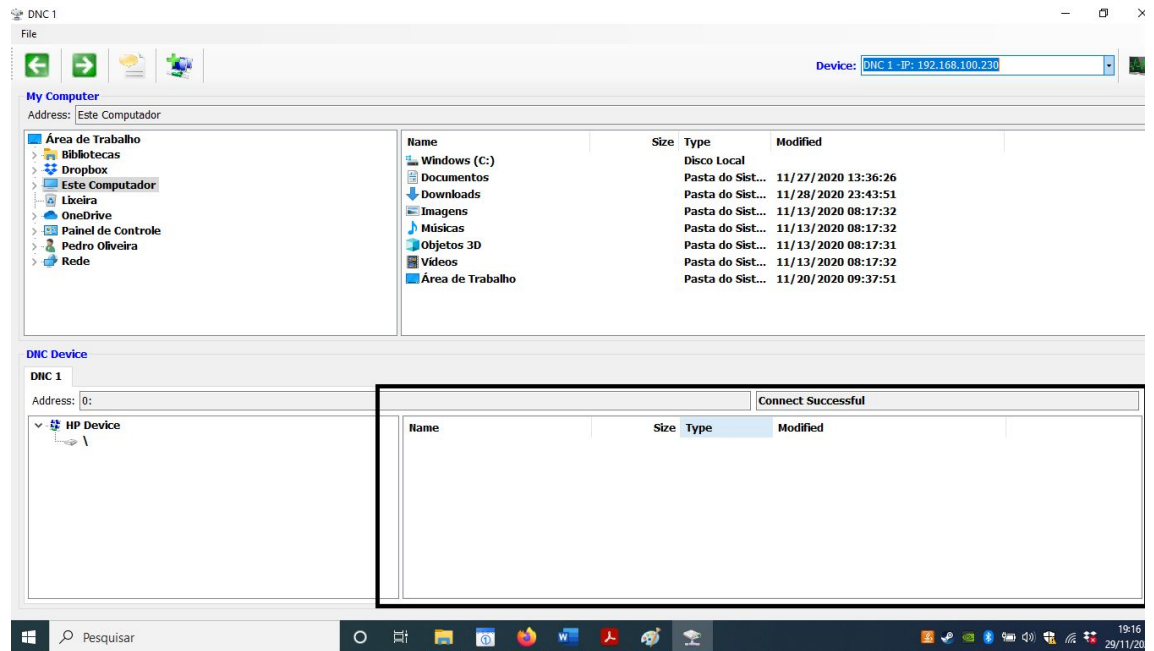 DNC 1
File
Device: DNC 1 -IP: 192.168.100.230
My Computer
Address: Este Computador
Área de Trabalho
Bibliotecas
Dropbox
Este Computador
Lixeira
OneDrive
Painel de Controle
Pedro Oliveira
Rede
Name Size Type Modified
Windows (C:) Disco Local
Documentos Pasta do Sist... 11/27/2020 13:36:26
Downloads Pasta do Sist... 11/28/2020 23:43:51
Imagens Pasta do Sist... 11/13/2020 08:17:32
Músicas Pasta do Sist... 11/13/2020 08:17:32
Objetos 3D Pasta do Sist... 11/13/2020 08:17:31
Vídeos Pasta do Sist... 11/13/2020 08:17:32
Área de Trabalho Pasta do Sist... 11/20/2020 09:37:51
DNC Device
DNC 1
Address: 0: Connect Successful
HP Device
\
Name Size Type Modified
Pesquisar
19:16
29/11/20